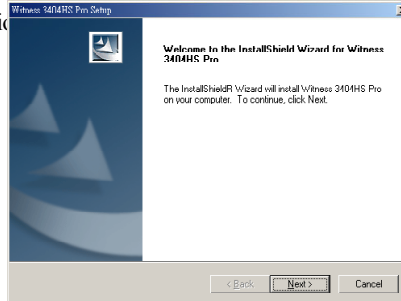 Witness 3404HS Pro Setup
Welcome to the InstallShield Wizard for Witness
3404HS Pro
The InstallShieldR Wizard will install Witness 3404HS Pro
on your computer. To continue, click Next.
< Back
Next >
Cancel